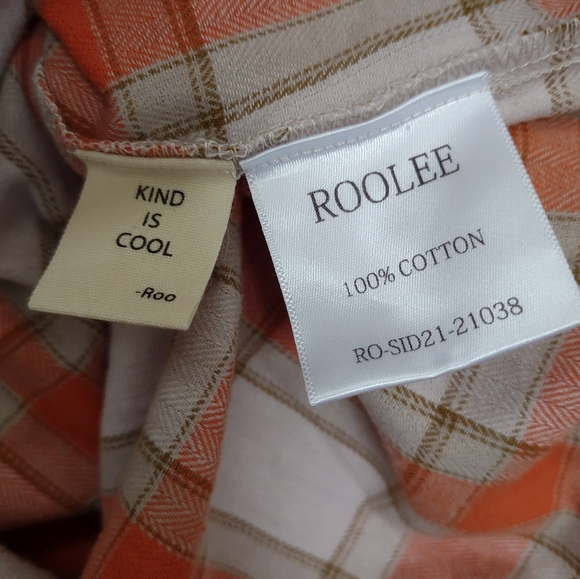 KIND
IS
COOL
-Roo
ROOLEE
100% COTTON
RO-SID21-21038